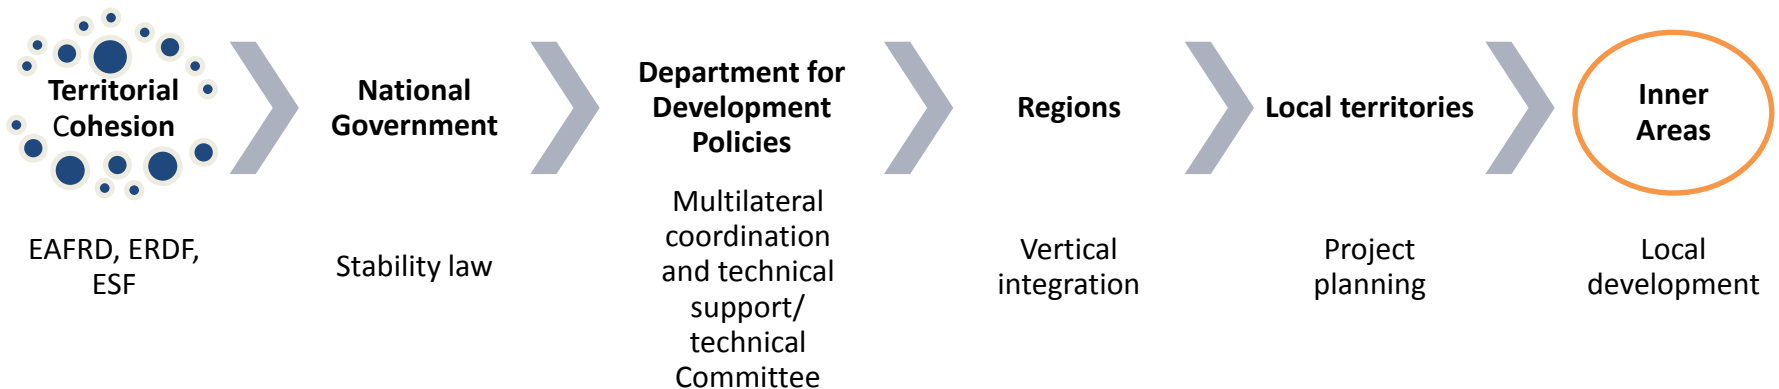 Territorial
Cohesion
EAFRD, ERDF,
ESF
National
Government
Stability law
Department for
Development
Policies
Multilateral
coordination
and technical
support/
technical
Committee
Regions
Vertical
integration
Local territories
Project
planning
Inner
Areas
Local
development